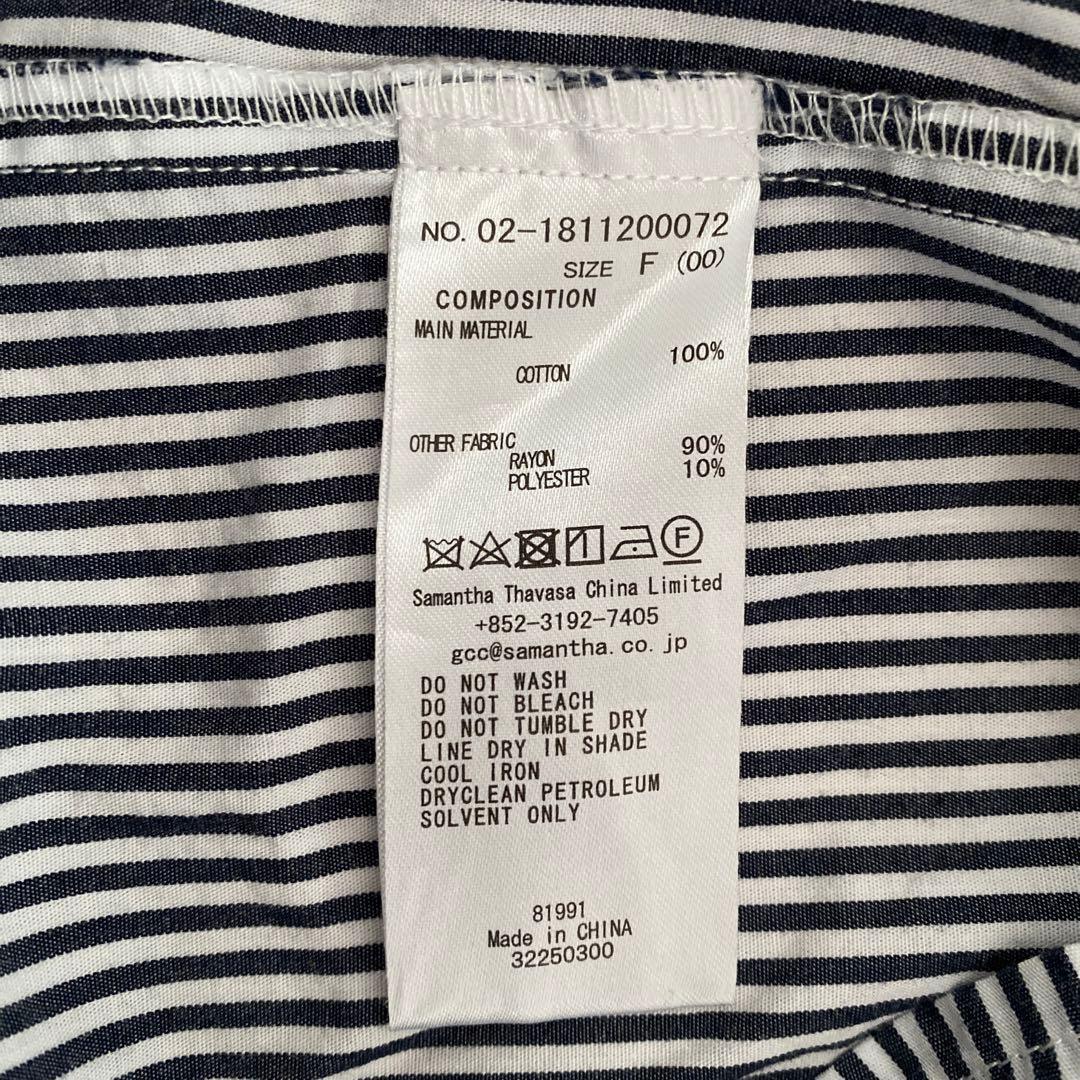 NO. 02-1811200072
SIZE F (00)
COMPOSITION
MAIN MATERIAL
COTTON 100%
OTHER FABRIC
RAYON 90%
POLYESTER 10%
F
Samantha Thavasa China Limited
+852-3192-7405
gcc@samantha.co.jp
DO NOT WASH
DO NOT BLEACH
DO NOT TUMBLE DRY
LINE DRY IN SHADE
COOL IRON
DRYCLEAN PETROLEUM
SOLVENT ONLY
81991
Made in CHINA
32250300